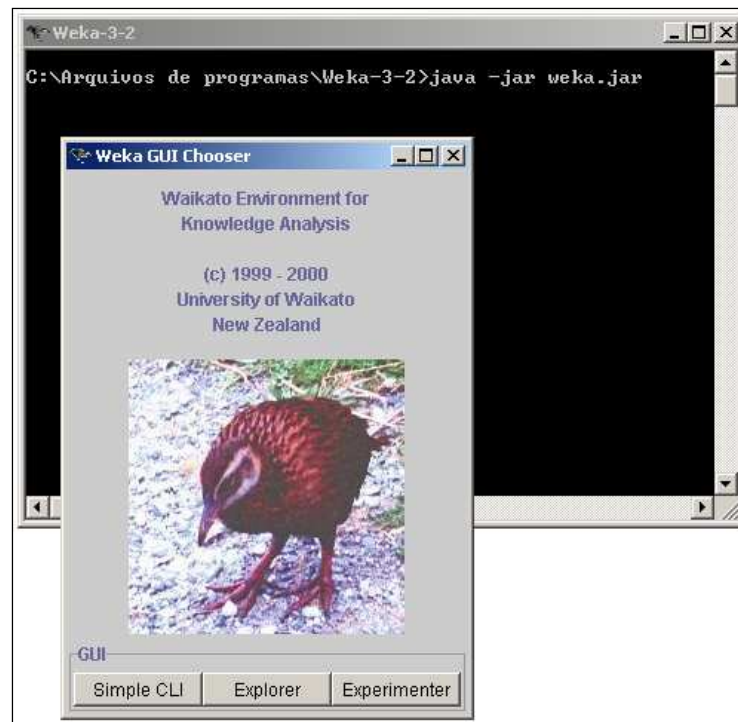 Weka-3-2
C:\Arquivos de programas\Weka-3-2>java -jar weka.jar
Weka GUI Chooser
Waikato Environment for
Knowledge Analysis
(c) 1999 - 2000
University of Waikato
New Zealand
GUI
Simple CLI
Explorer
Experimenter